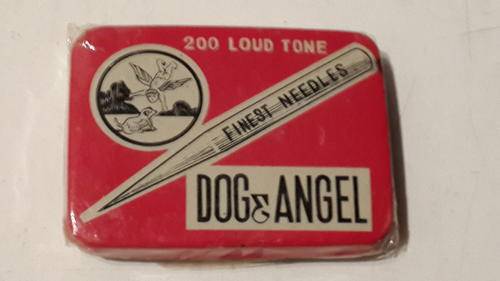 200 LOUD TONE
FINEST NEEDLES
DOG & ANGEL